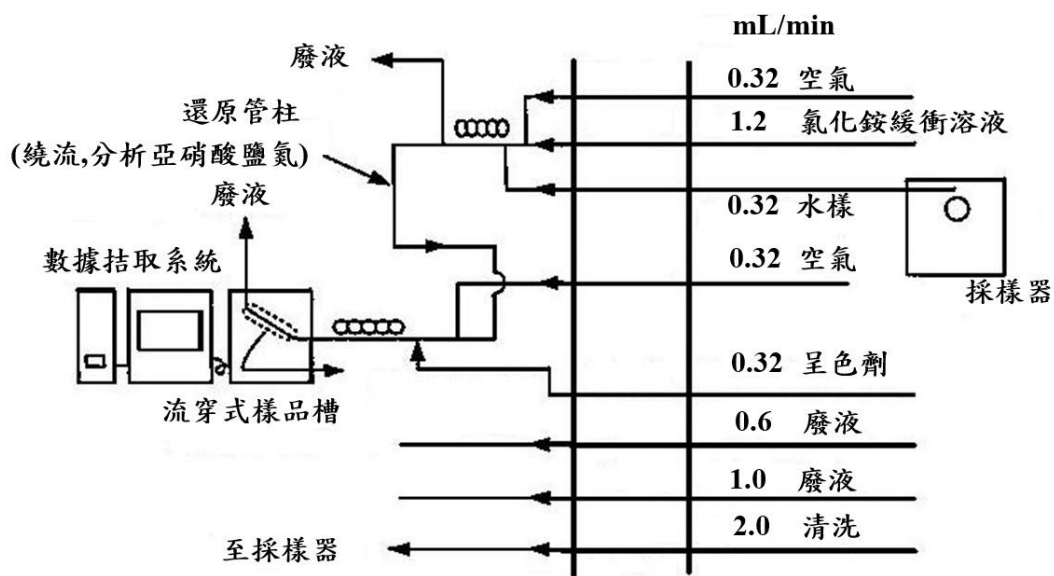 mL/min
廢液
0.32 空氣
還原管柱
1.2 氯化銨緩衝溶液
(繞流,分析亞硝酸鹽氮)
廢液
0.32 水樣
數據拮取系統
0.32 空氣
採樣器
0.32 呈色劑
流穿式樣品槽
0.6 廢液
1.0 廢液
2.0 清洗
至採樣器